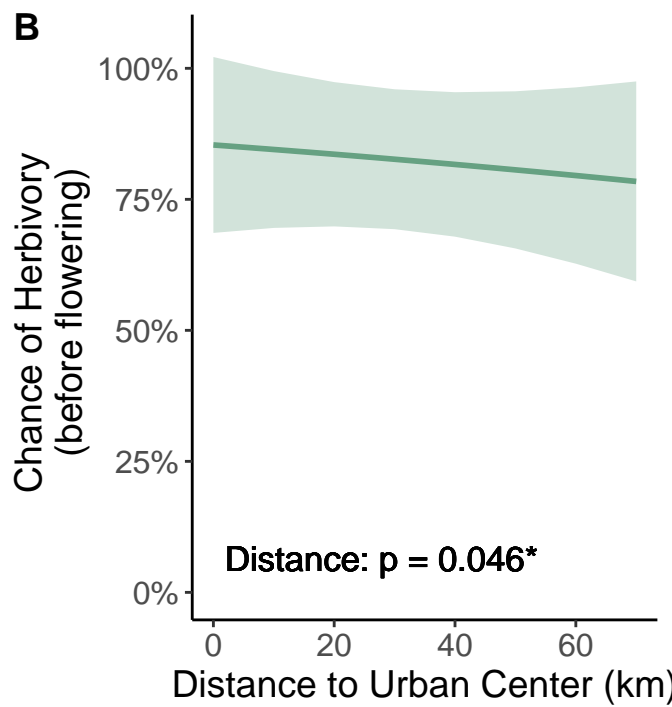 B
100%
75%
50%
25%
0%
Chance of Herbivory
(before flowering)
Distance: p = 0.046*
0 20 40 60
Distance to Urban Center (km)